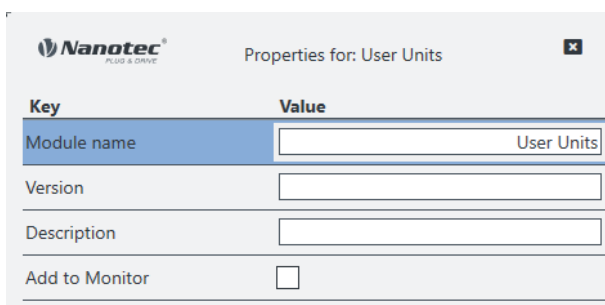 Nanotec®
PLUG & DRIVE
Properties for: User Units
Key Value
Module name User Units
Version
Description
Add to Monitor